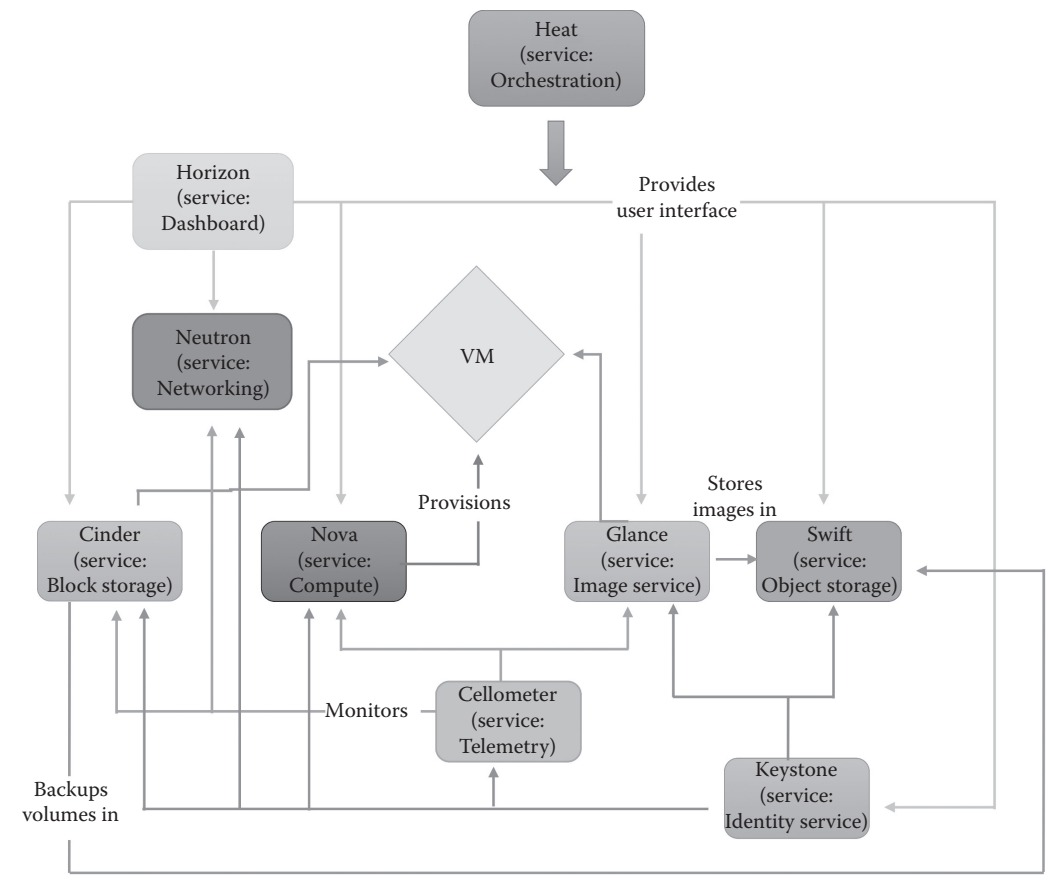 Heat
(service:
Orchestration)
Horizon
(service:
Dashboard)
Provides
user interface
Neutron
(service:
Networking)
VM
Provisions
Stores
images in
Cinder
(service:
Block storage)
Nova
(service:
Compute)
Glance
(service:
Image service)
Swift
(service:
Object storage)
Monitors
Cellometer
(service:
Telemetry)
Keystone
(service:
Identity service)
Backups
volumes in